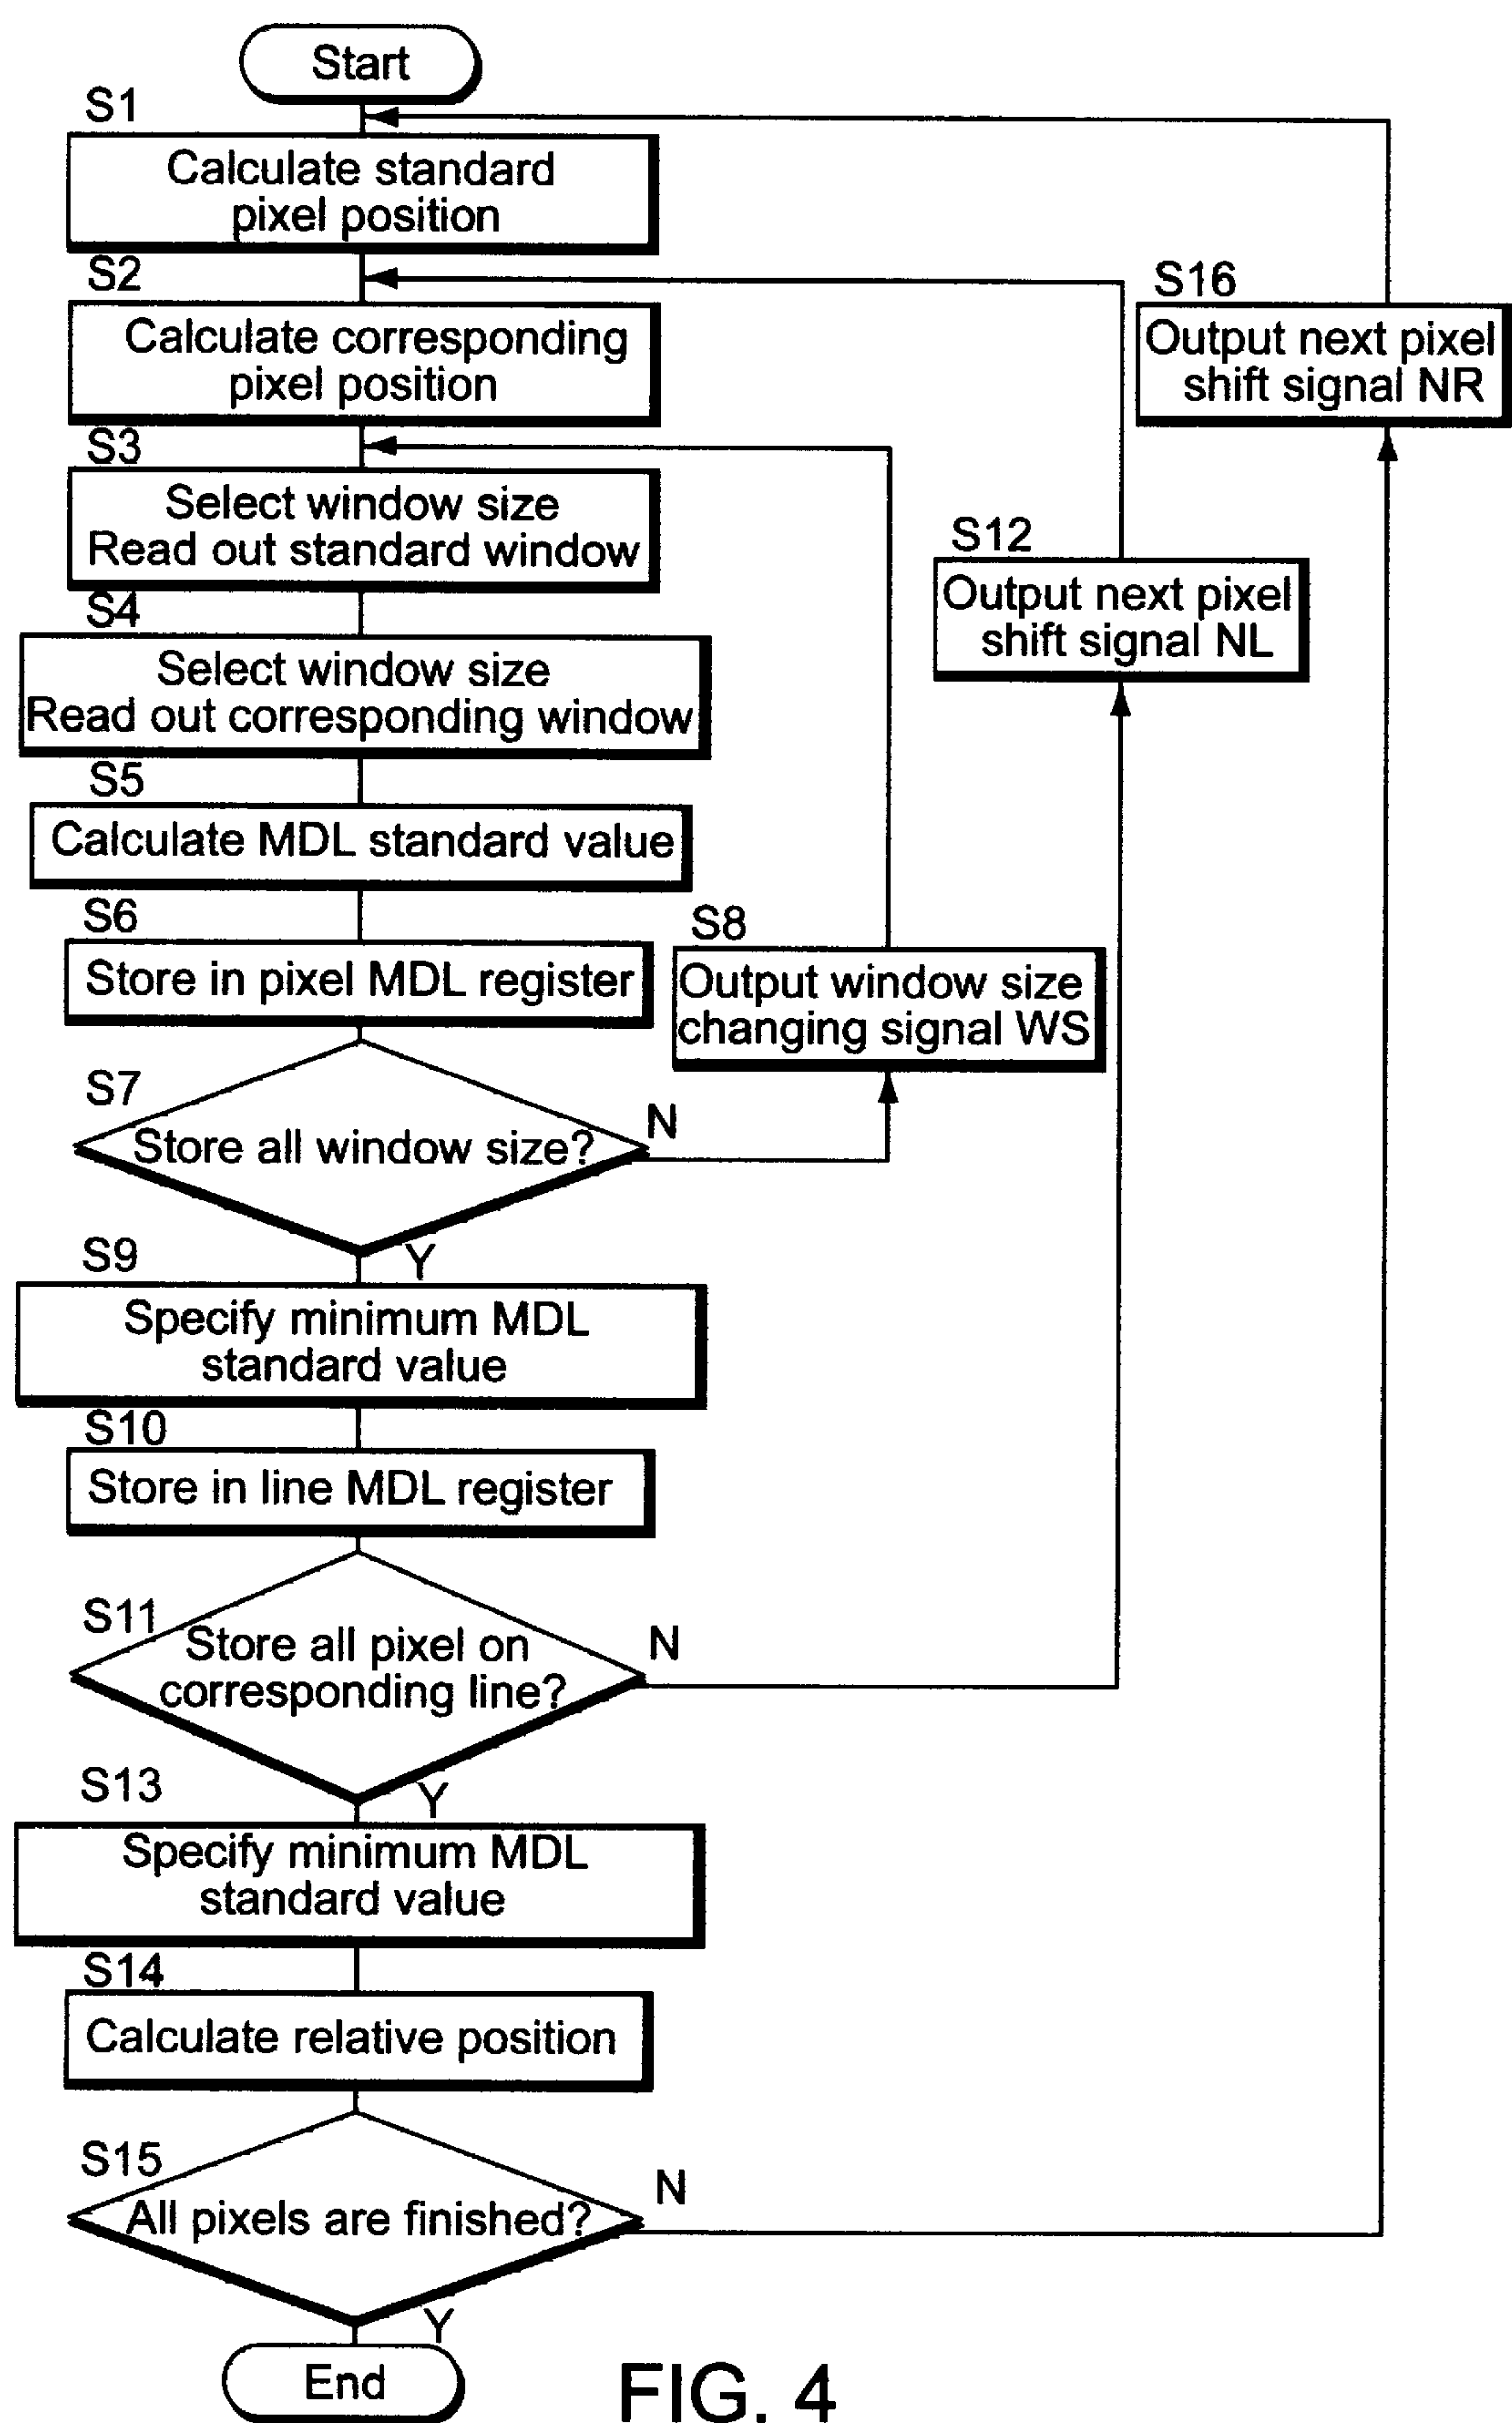 Start
S1
Calculate standard
pixel position
S2
Calculate corresponding
pixel position
S16
Output next pixel
shift signal NR
S3
Select window size
Read out standard window
S12
Output next pixel
shift signal NL
S4
Select window size
Read out corresponding window
S5
Calculate MDL standard value
S6
Store in pixel MDL register
S8
Output window size
changing signal WS
S7
Store all window size?
N
Y
S9
Specify minimum MDL
standard value
S10
Store in line MDL register
S11
Store all pixel on
corresponding line?
N
Y
S13
Specify minimum MDL
standard value
S14
Calculate relative position
S15
All pixels are finished?
N
Y
End
FIG. 4